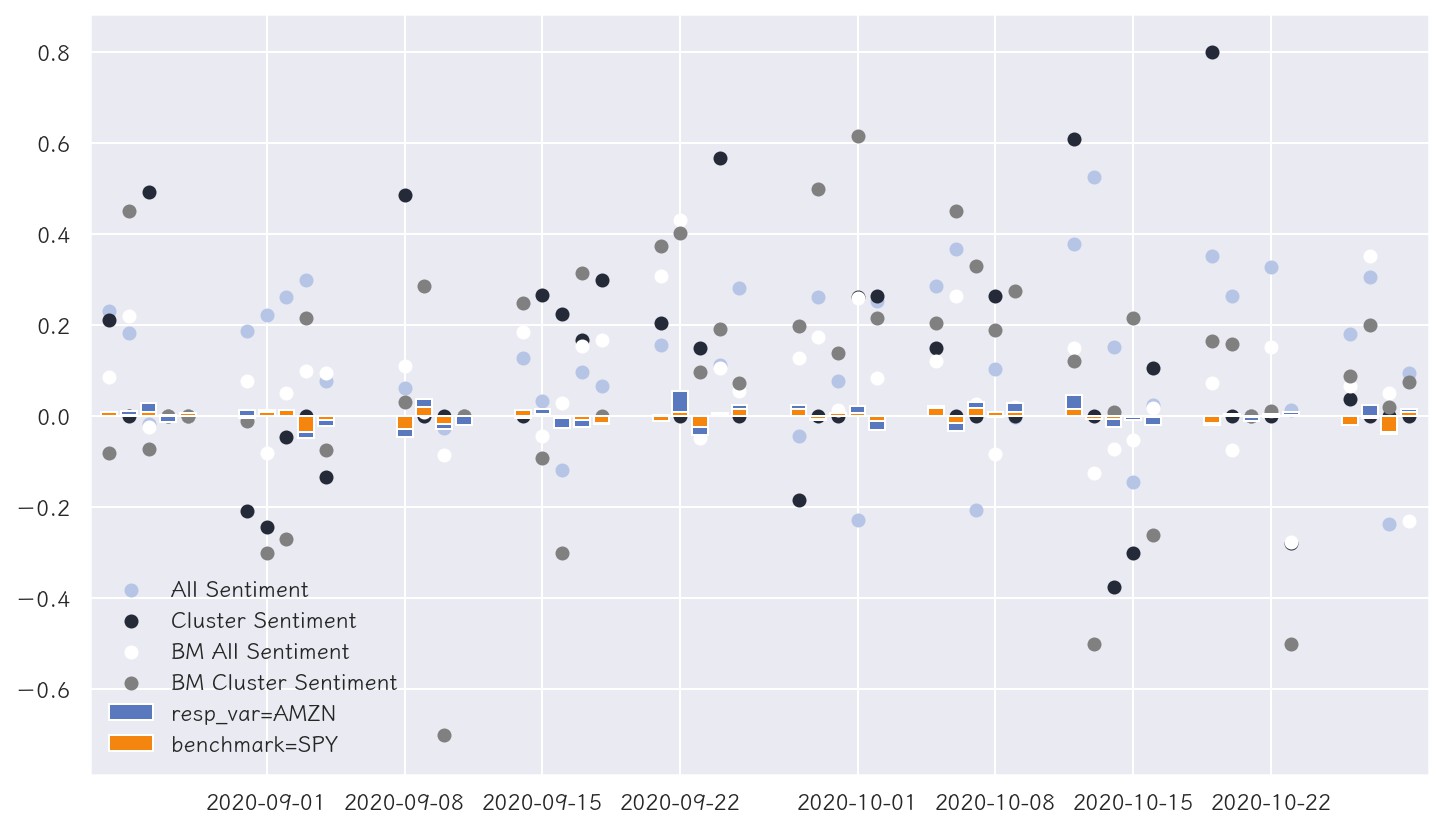 0.8
0.6
0.4
0.2
0.0
−0.2
−0.4
−0.6
All Sentiment
Cluster Sentiment
BM All Sentiment
BM Cluster Sentiment
resp_var=AMZN
benchmark=SPY
2020-09-01 2020-09-08 2020-09-15 2020-09-22 2020-10-01 2020-10-08 2020-10-15 2020-10-22